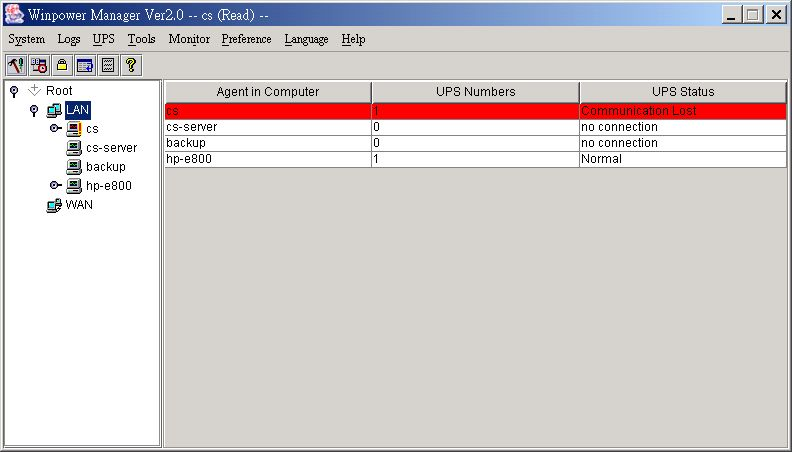 Winpower Manager Ver2.0 -- cs (Read) --
System Logs UPS Tools Monitor Preference Language Help
Root
LAN
cs
cs-server
backup
hp-e800
WAN
Agent in Computer UPS Numbers UPS Status
cs 1 Communication Lost
cs-server 0 no connection
backup 0 no connection
hp-e800 1 Normal